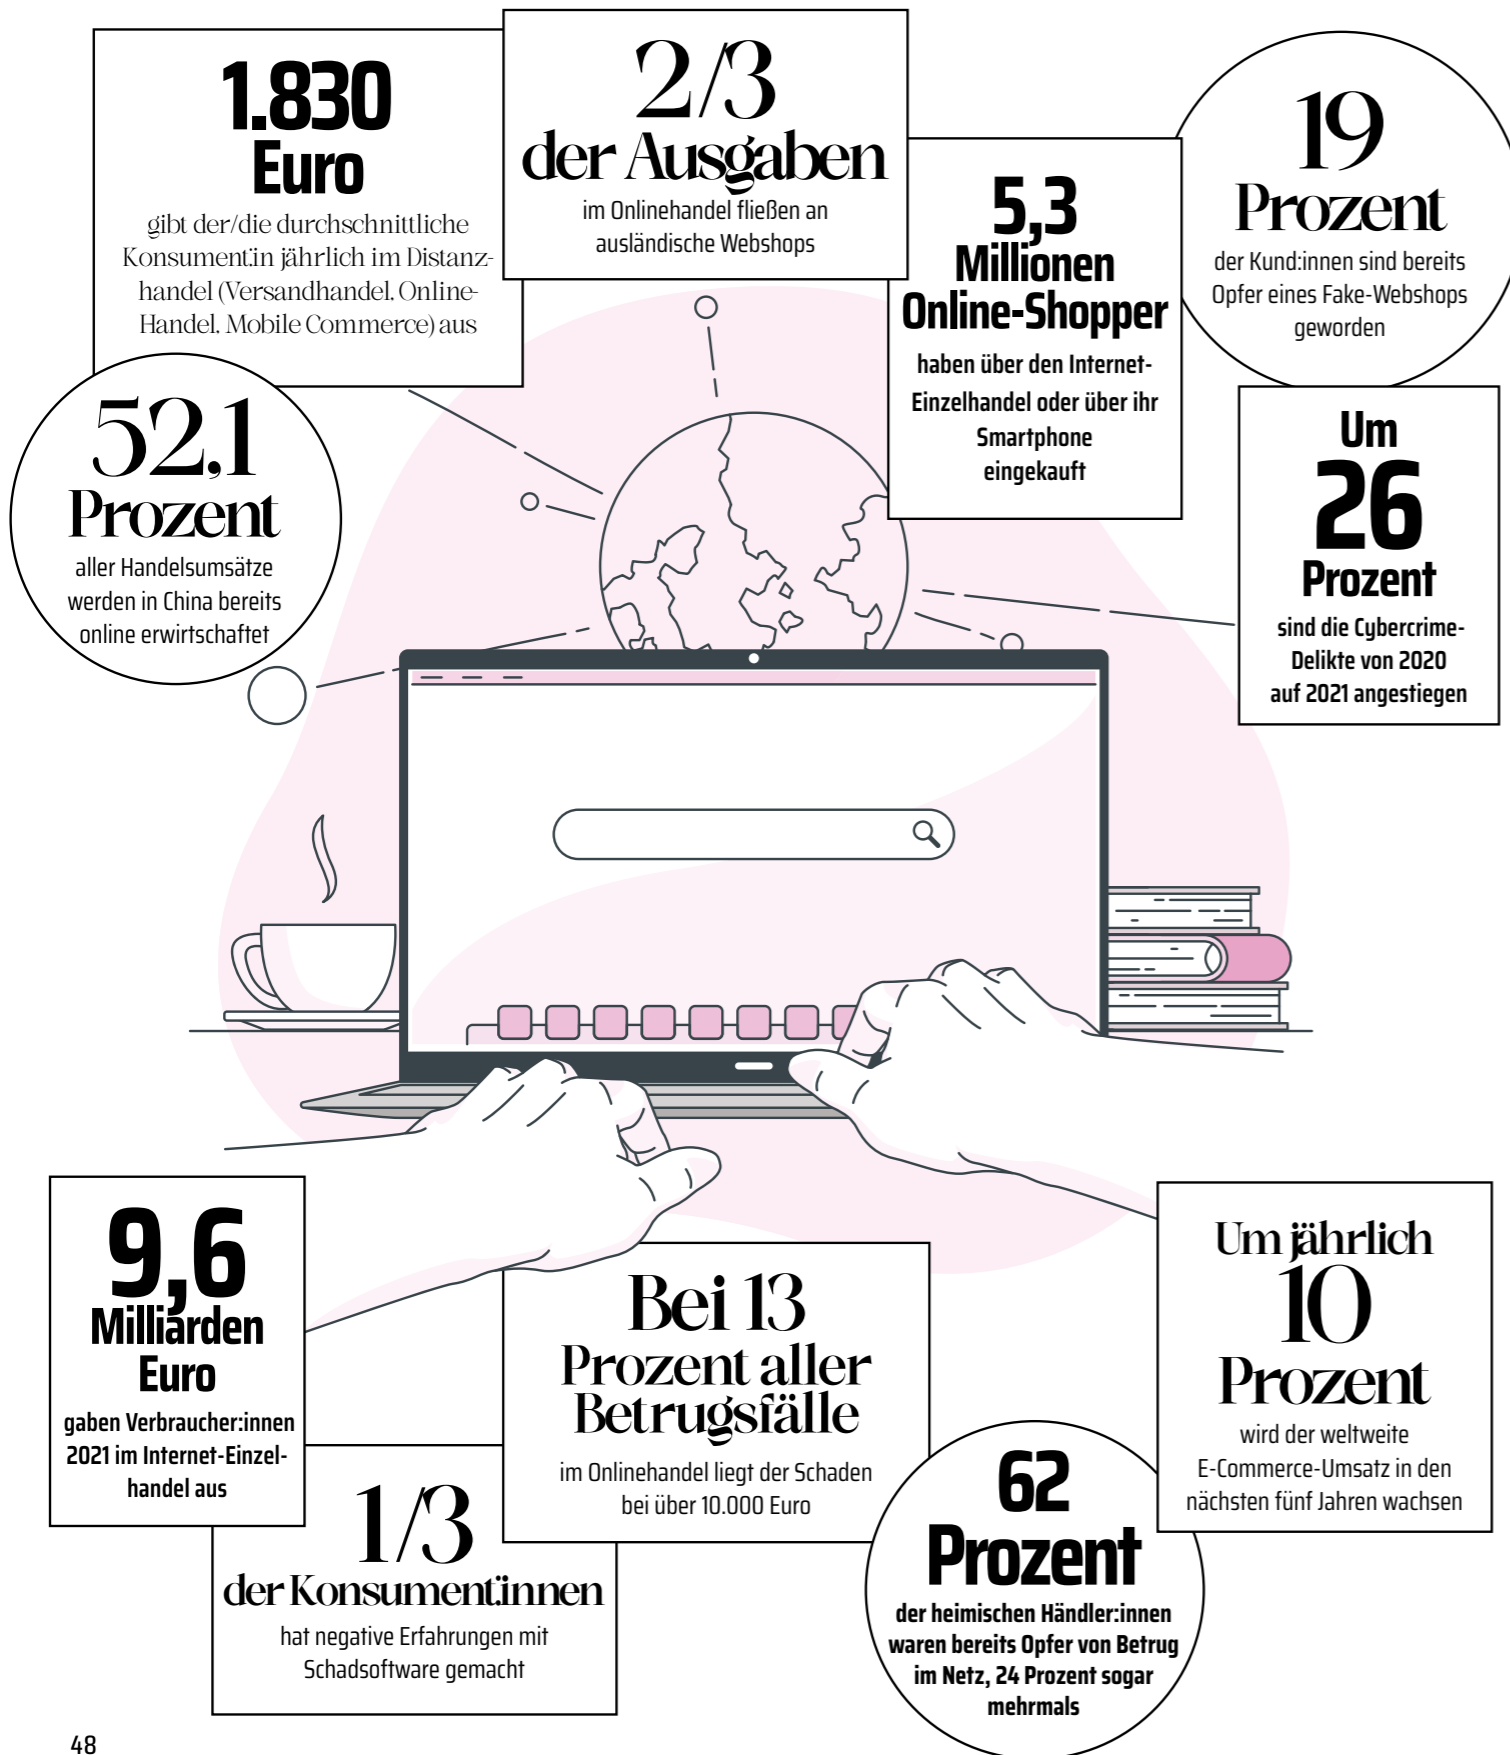 1.830
Euro
gibt der/die durchschnittliche
Konsument:in jährlich im Distanz-
handel (Versandhandel, Online-
Handel, Mobile Commerce) aus
2/3
der Ausgaben
im Onlinehandel fließen an
ausländische Webshops
5,3
Millionen
Online-Shopper
haben über den Internet-
Einzelhandel oder über ihr
Smartphone
eingekauft
19
Prozent
der Kund:innen sind bereits
Opfer eines Fake-Webshops
geworden
52,1
Prozent
aller Handelsumsätze
werden in China bereits
online erwirtschaftet
Um
26
Prozent
sind die Cybercrime-
Delikte von 2020
auf 2021 angestiegen
9,6
Milliarden
Euro
gaben Verbraucher:innen
2021 im Internet-Einzel-
handel aus
1/3
der Konsument:innen
hat negative Erfahrungen mit
Schadsoftware gemacht
Bei 13
Prozent aller
Betrugsfälle
im Onlinehandel liegt der Schaden
bei über 10.000 Euro
62
Prozent
der heimischen Händler:innen
waren bereits Opfer von Betrug
im Netz, 24 Prozent sogar
mehrmals
Um jährlich
10
Prozent
wird der weltweite
E-Commerce-Umsatz in den
nächsten fünf Jahren wachsen
48